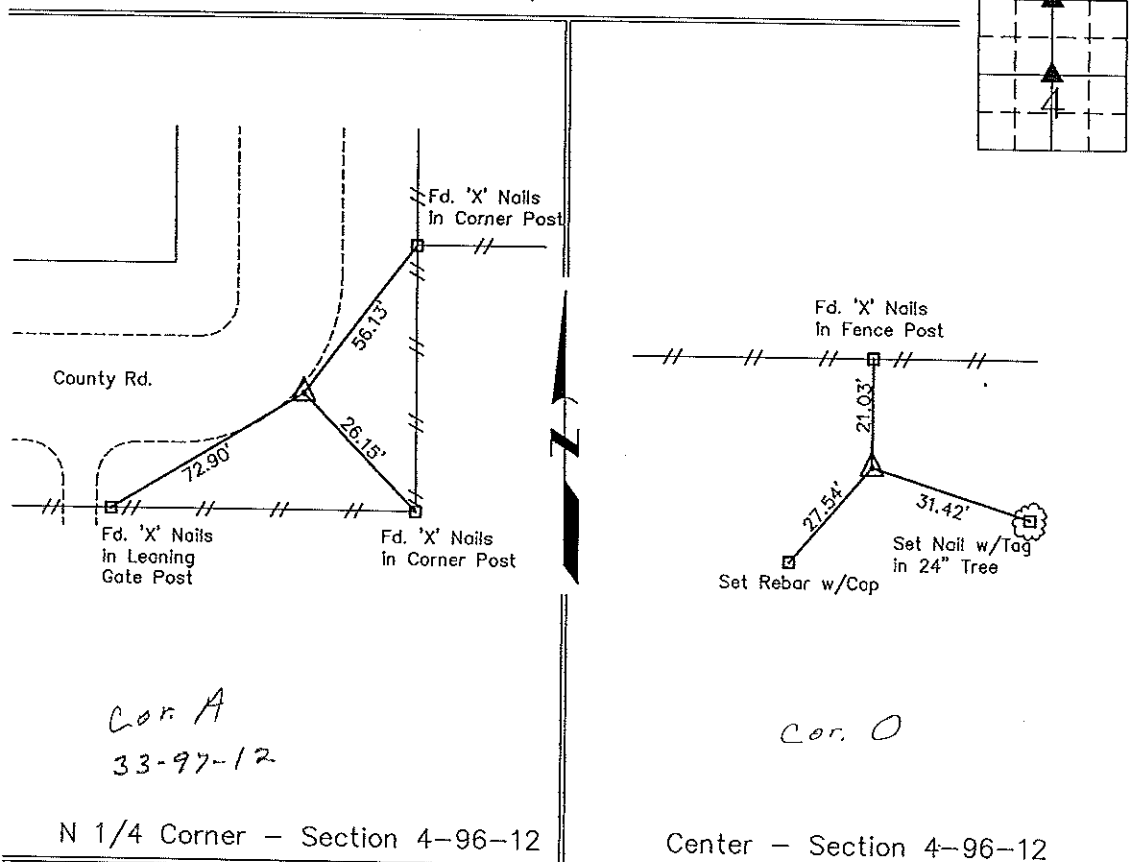 4
Fd. 'X' Nails
in Corner Post
56.13'
County Rd.
26.15'
72.90'
Fd. 'X' Nails
in Leaning
Gate Post
Fd. 'X' Nails
in Corner Post
Cor. A
33-97-12
N 1/4 Corner – Section 4–96–12
N
Fd. 'X' Nails
in Fence Post
21.03'
27.54'
31.42'
Set Nail w/Tag
in 24" Tree
Set Rebar w/Cap
Cor. O
Center – Section 4–96–12